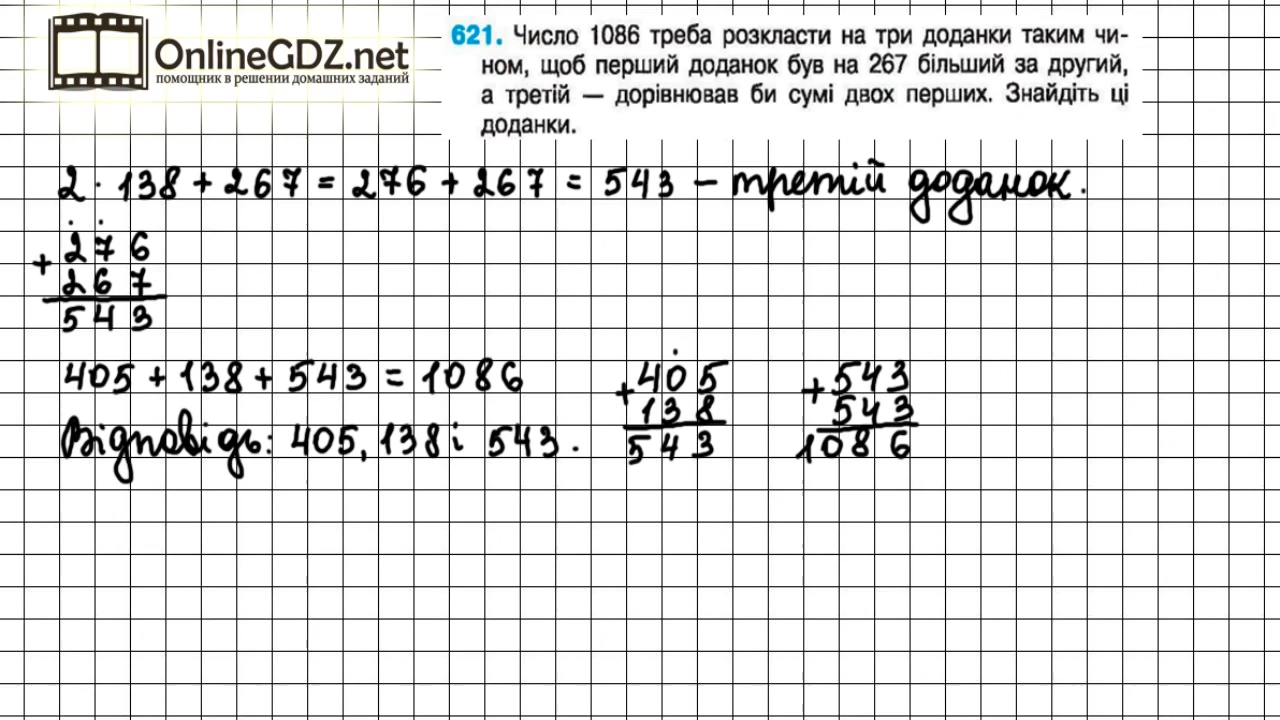 OnlineGDZ.net
помощник в решении домашних заданий
621. Число 1086 треба розкласти на три доданки таким чи-
ном, щоб перший доданок був на 267 більший за другий,
а третій — дорівнював би сумі двох перших. Знайдіть ці
доданки.
2 · 138 + 267 = 276 + 267 = 543 – третій доданок.
276
+
267
543
405 + 138 + 543 = 1086
Відповідь: 405, 138 і 543.
405
+
138
543
543
+
543
1086